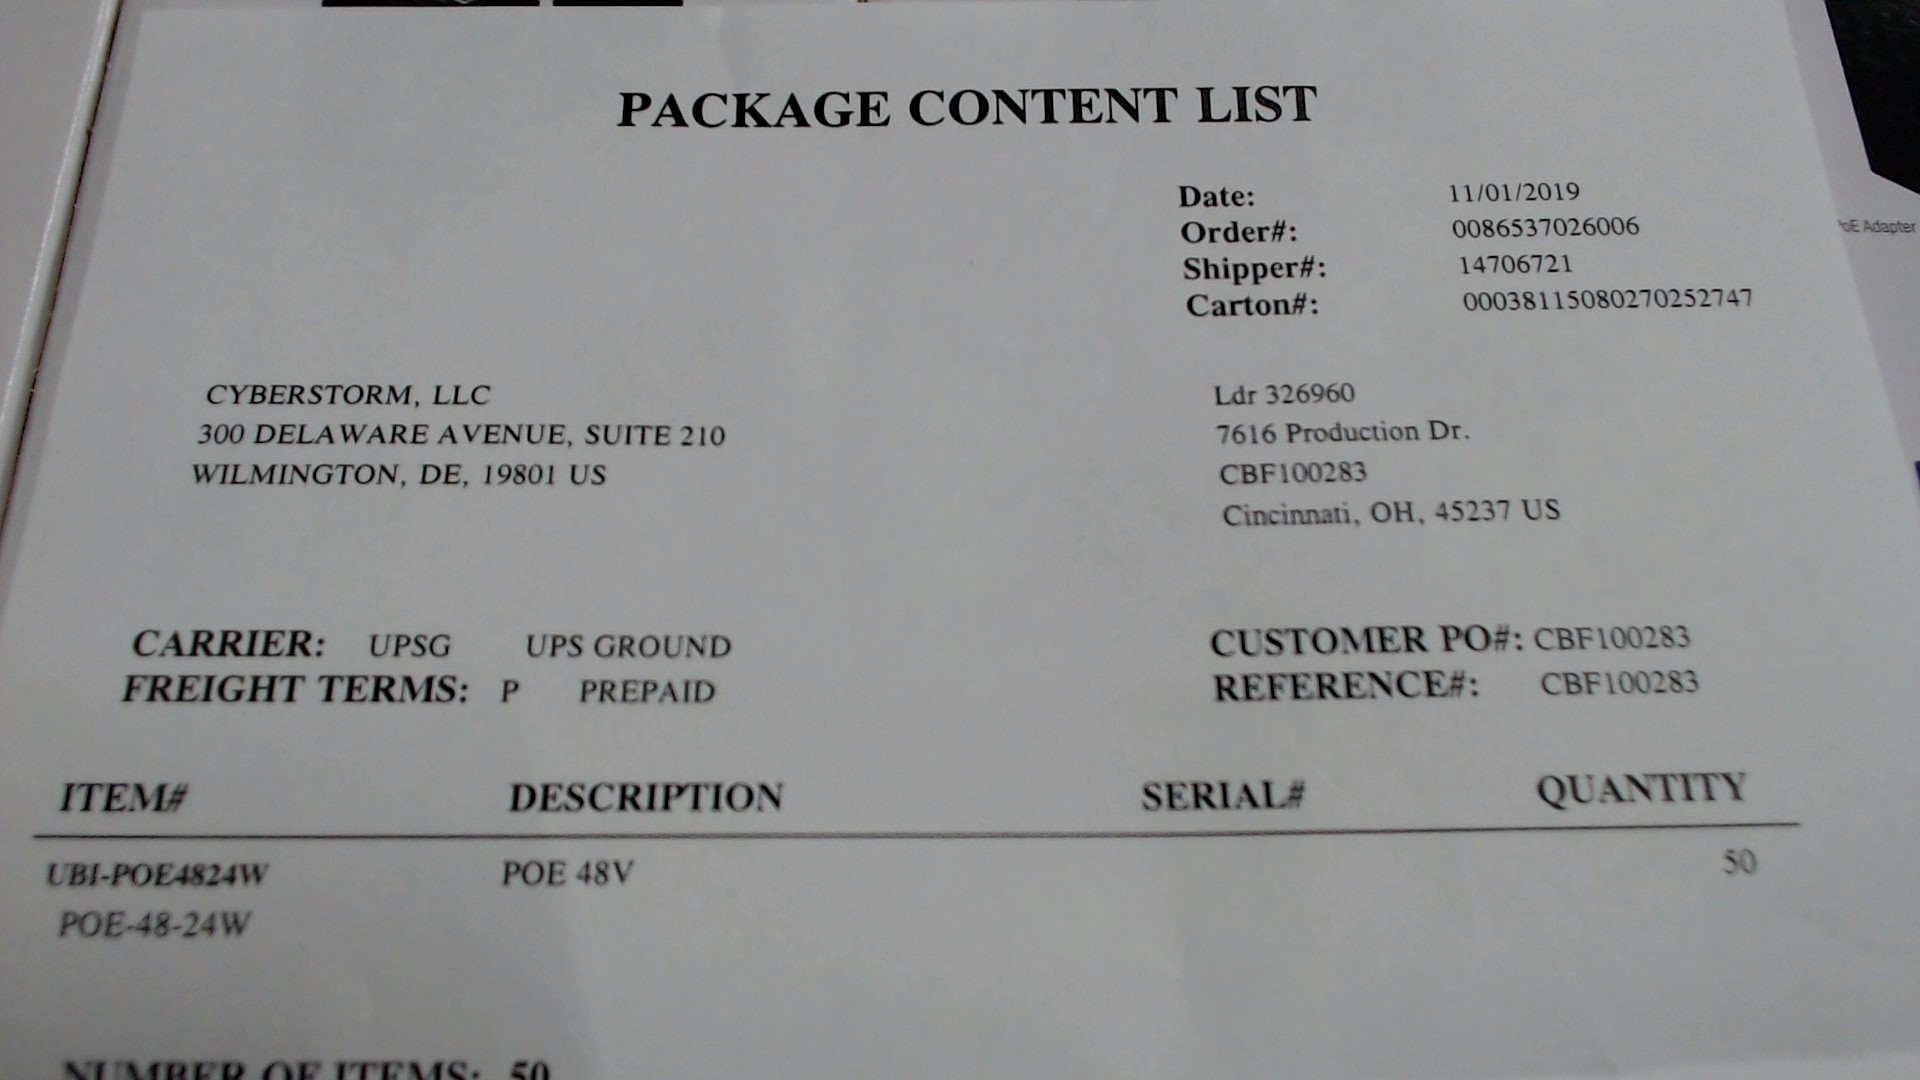 PACKAGE CONTENT LIST
Date: 11/01/2019
Order#: 0086537026006
Shipper#: 14706721
Carton#: 00038115080270252747
PoE Adapter
CYBERSTORM, LLC
300 DELAWARE AVENUE, SUITE 210
WILMINGTON, DE, 19801 US
Ldr 326960
7616 Production Dr.
CBF100283
Cincinnati, OH, 45237 US
CARRIER: UPSG UPS GROUND
FREIGHT TERMS: P PREPAID
CUSTOMER PO#: CBF100283
REFERENCE#: CBF100283
ITEM# DESCRIPTION SERIAL# QUANTITY
UBI-POE4824W POE 48V 50
POE-48-24W
NUMBER OF ITEMS: 50